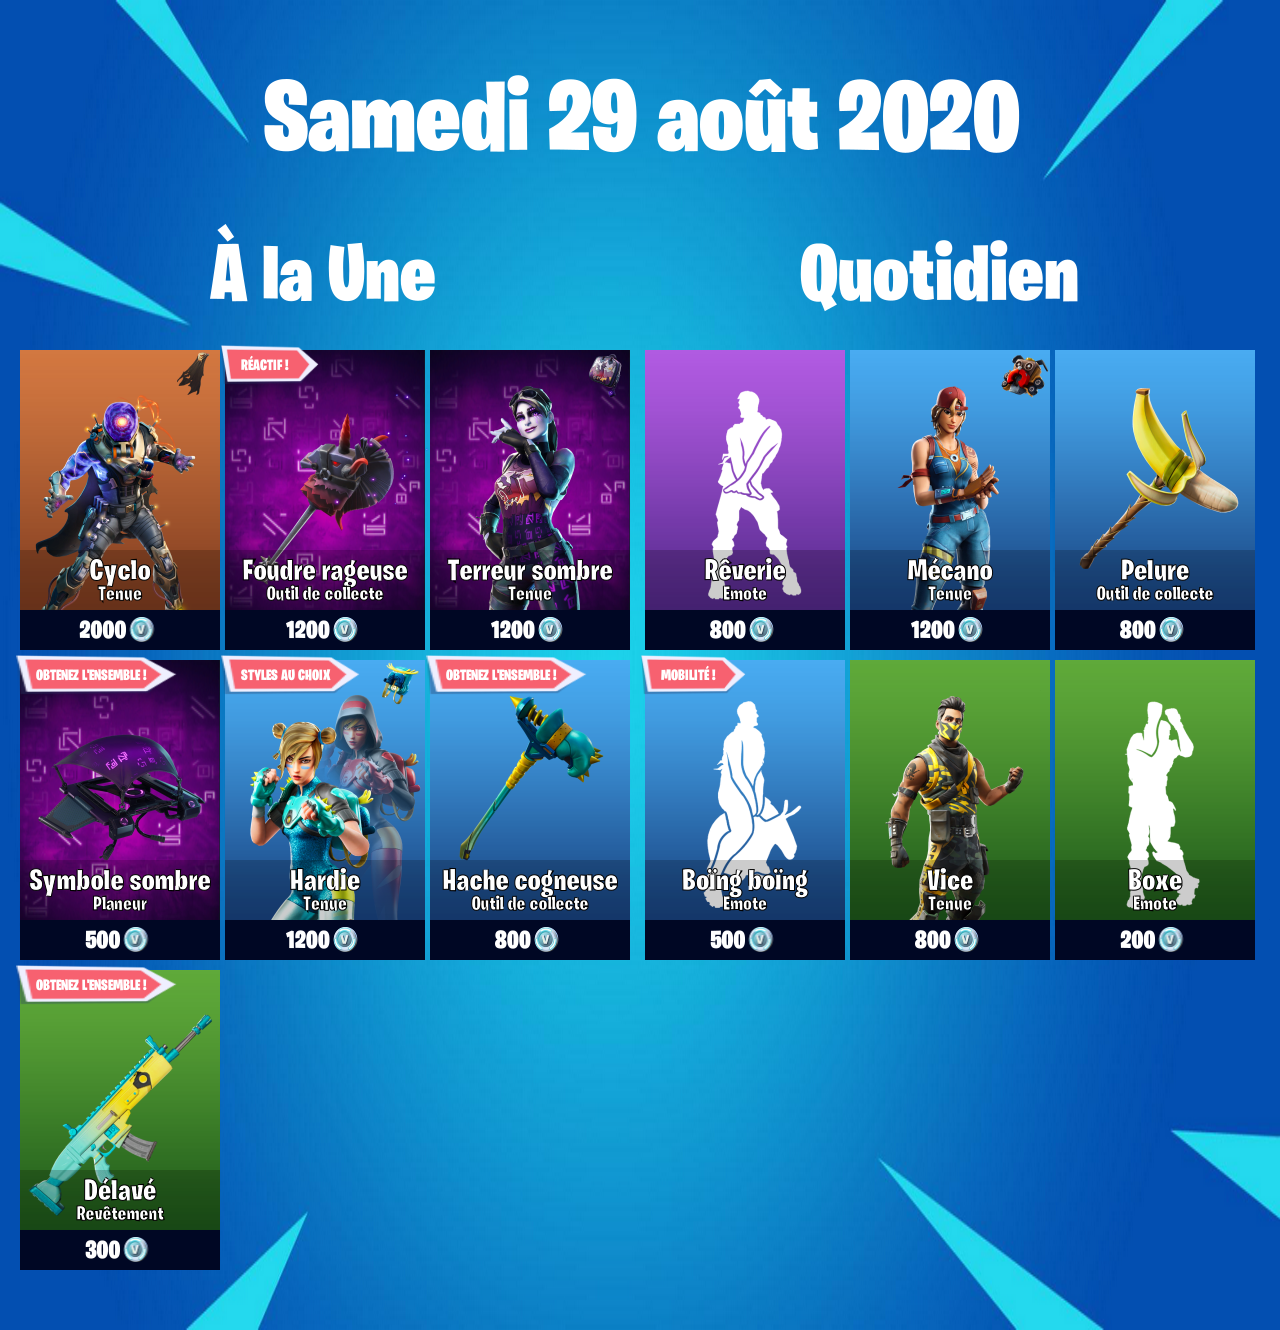 Samedi 29 août 2020
À la Une
Quotidien
Cyclo
Tenue
2000
RÉACTIF !
Foudre rageuse
Outil de collecte
1200
Terreur sombre
Tenue
1200
Rêverie
Emote
800
Mécano
Tenue
1200
Pelure
Outil de collecte
800
OBTENEZ L'ENSEMBLE !
Symbole sombre
Planeur
500
STYLES AU CHOIX
Hardie
Tenue
1200
OBTENEZ L'ENSEMBLE !
Hache cogneuse
Outil de collecte
800
MOBILITÉ !
Boïng boïng
Emote
500
Vice
Tenue
800
Boxe
Emote
200
OBTENEZ L'ENSEMBLE !
Délavé
Revêtement
300